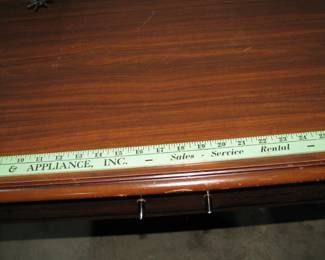 10 11 12 13 14 15 16 17 18 19 20 21 22 23 24 25
& APPLIANCE, INC. - Sales - Service Rental -